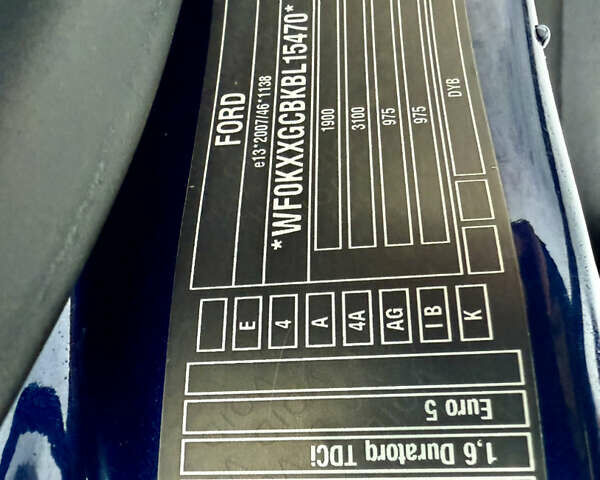 FORD
e13*2007/46*1138
*WF0KXXGCBKBL15470*
1900
3100
975
975
DYB
E
4
A
4A
AG
IB
K
Euro 5
1,6 Duratorq TDCi